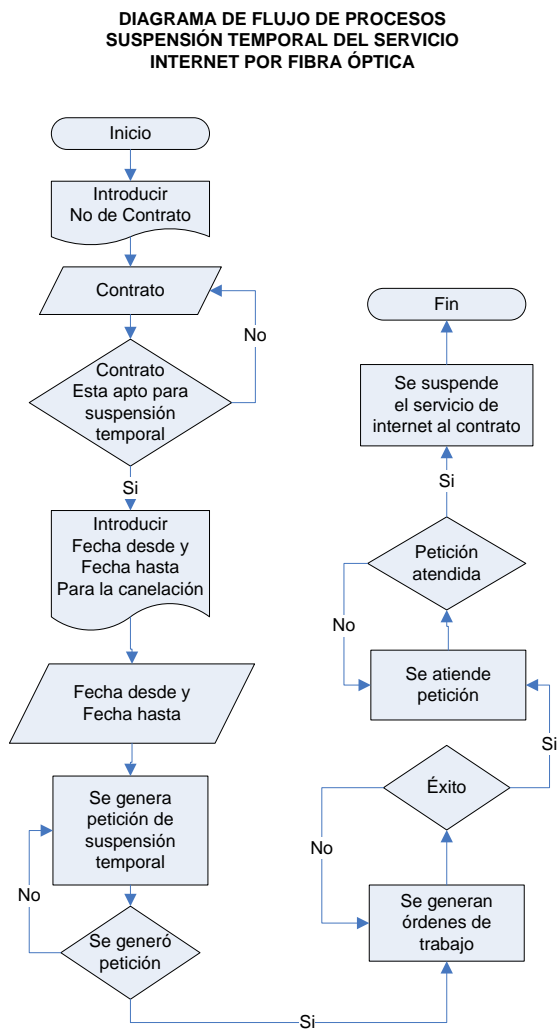 DIAGRAMA DE FLUJO DE PROCESOS
SUSPENSIÓN TEMPORAL DEL SERVICIO
INTERNET POR FIBRA ÓPTICA
Inicio
Introducir
No de Contrato
Contrato
No
Contrato
Esta apto para
suspensión
temporal
Si
Introducir
Fecha desde y
Fecha hasta
Para la canelación
Fecha desde y
Fecha hasta
Se genera
petición de
suspensión
temporal
No
Se generó
petición
Si
Se generan
órdenes de
trabajo
No
Éxito
Si
Se atiende
petición
No
Petición
atendida
Si
Se suspende
el servicio de
internet al contrato
Fin